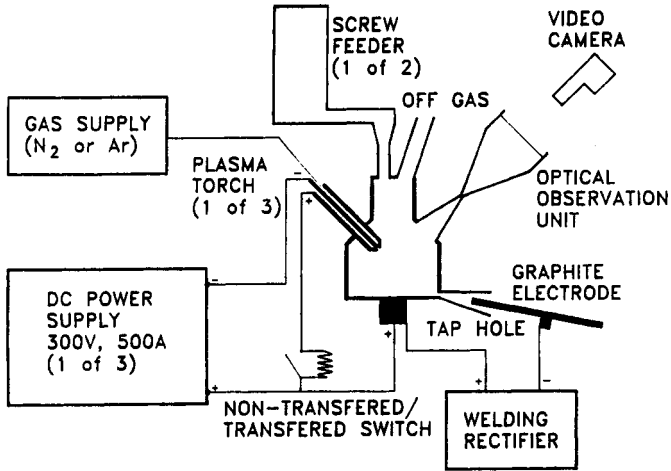 SCREW
FEEDER
(1 of 2)
VIDEO
CAMERA
OFF GAS
GAS SUPPLY
(N₂ or Ar)
PLASMA
TORCH
(1 of 3)
-
+
OPTICAL
OBSERVATION
UNIT
DC POWER
SUPPLY
300V, 500A
(1 of 3)
-
+
GRAPHITE
ELECTRODE
TAP HOLE
+
NON-TRANSFERED/
TRANSFERED SWITCH
+
-
WELDING
RECTIFIER